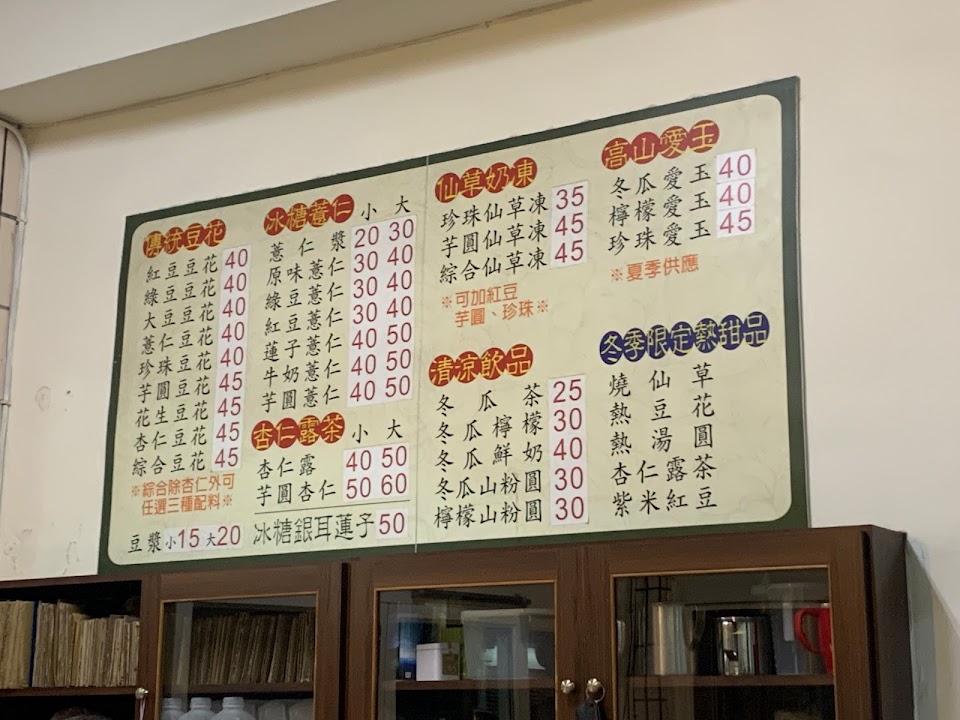 傳統豆花
紅豆豆花 40
綠豆豆花 40
大豆豆花 40
薏仁豆花 40
珍珠豆花 40
芋圓豆花 45
花生豆花 45
杏仁豆花 45
綜合豆花 45
※綜合除杏仁外可
任選三種配料※
豆漿 小15 大20
冰糖薏仁 小 大
薏仁漿 20 30
原味薏仁 30 40
綠豆薏仁 30 40
紅豆薏仁 30 40
蓮子薏仁 40 50
牛奶薏仁 40 50
芋圓薏仁 40 50
杏仁露茶 小 大
杏仁露 40 50
芋圓杏仁 50 60
冰糖銀耳蓮子 50
仙草奶凍
珍珠仙草凍 35
芋圓仙草凍 45
綜合仙草凍 45
※可加紅豆
芋圓、珍珠※
清涼飲品
冬瓜茶 25
冬瓜檸檬 30
冬瓜鮮奶 40
冬瓜山粉圓 30
檸檬山粉圓 30
高山愛玉
冬瓜愛玉 40
檸檬愛玉 40
珍珠愛玉 45
※夏季供應
冬季限定熱甜品
燒仙草
熱豆花
熱湯圓
杏仁露茶
紫米紅豆